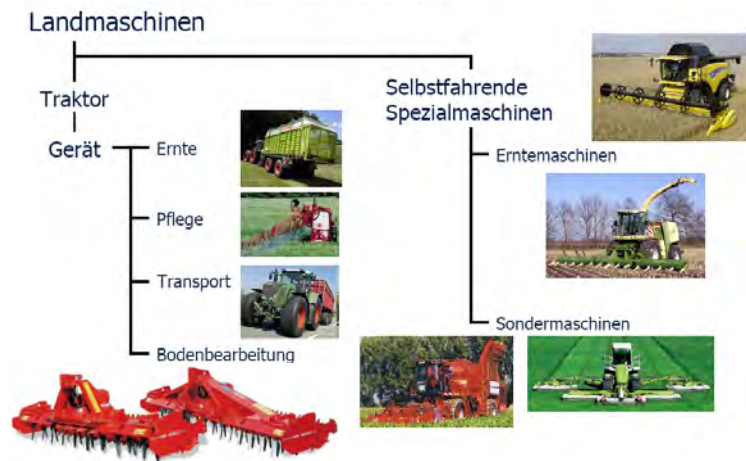 Landmaschinen
Traktor
Gerät
Ernte
Pflege
Transport
Bodenbearbeitung
Selbstfahrende
Spezialmaschinen
Erntemaschinen
Sondermaschinen